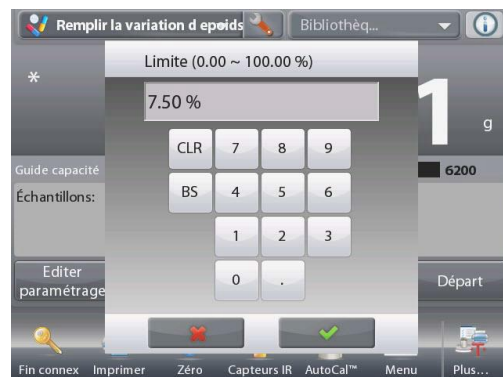 Remplir la variation d epoids
Bibliothèq...
Limite (0.00 ~ 100.00 %)
*
7.50 %
1
g
CLR 7 8 9
Guide capacité
6200
Échantillons:
BS 4 5 6
1 2 3
0 .
Editer
paramétrage
Départ
Fin connex Imprimer Zéro Capteurs IR AutoCal™ Menu Plus...